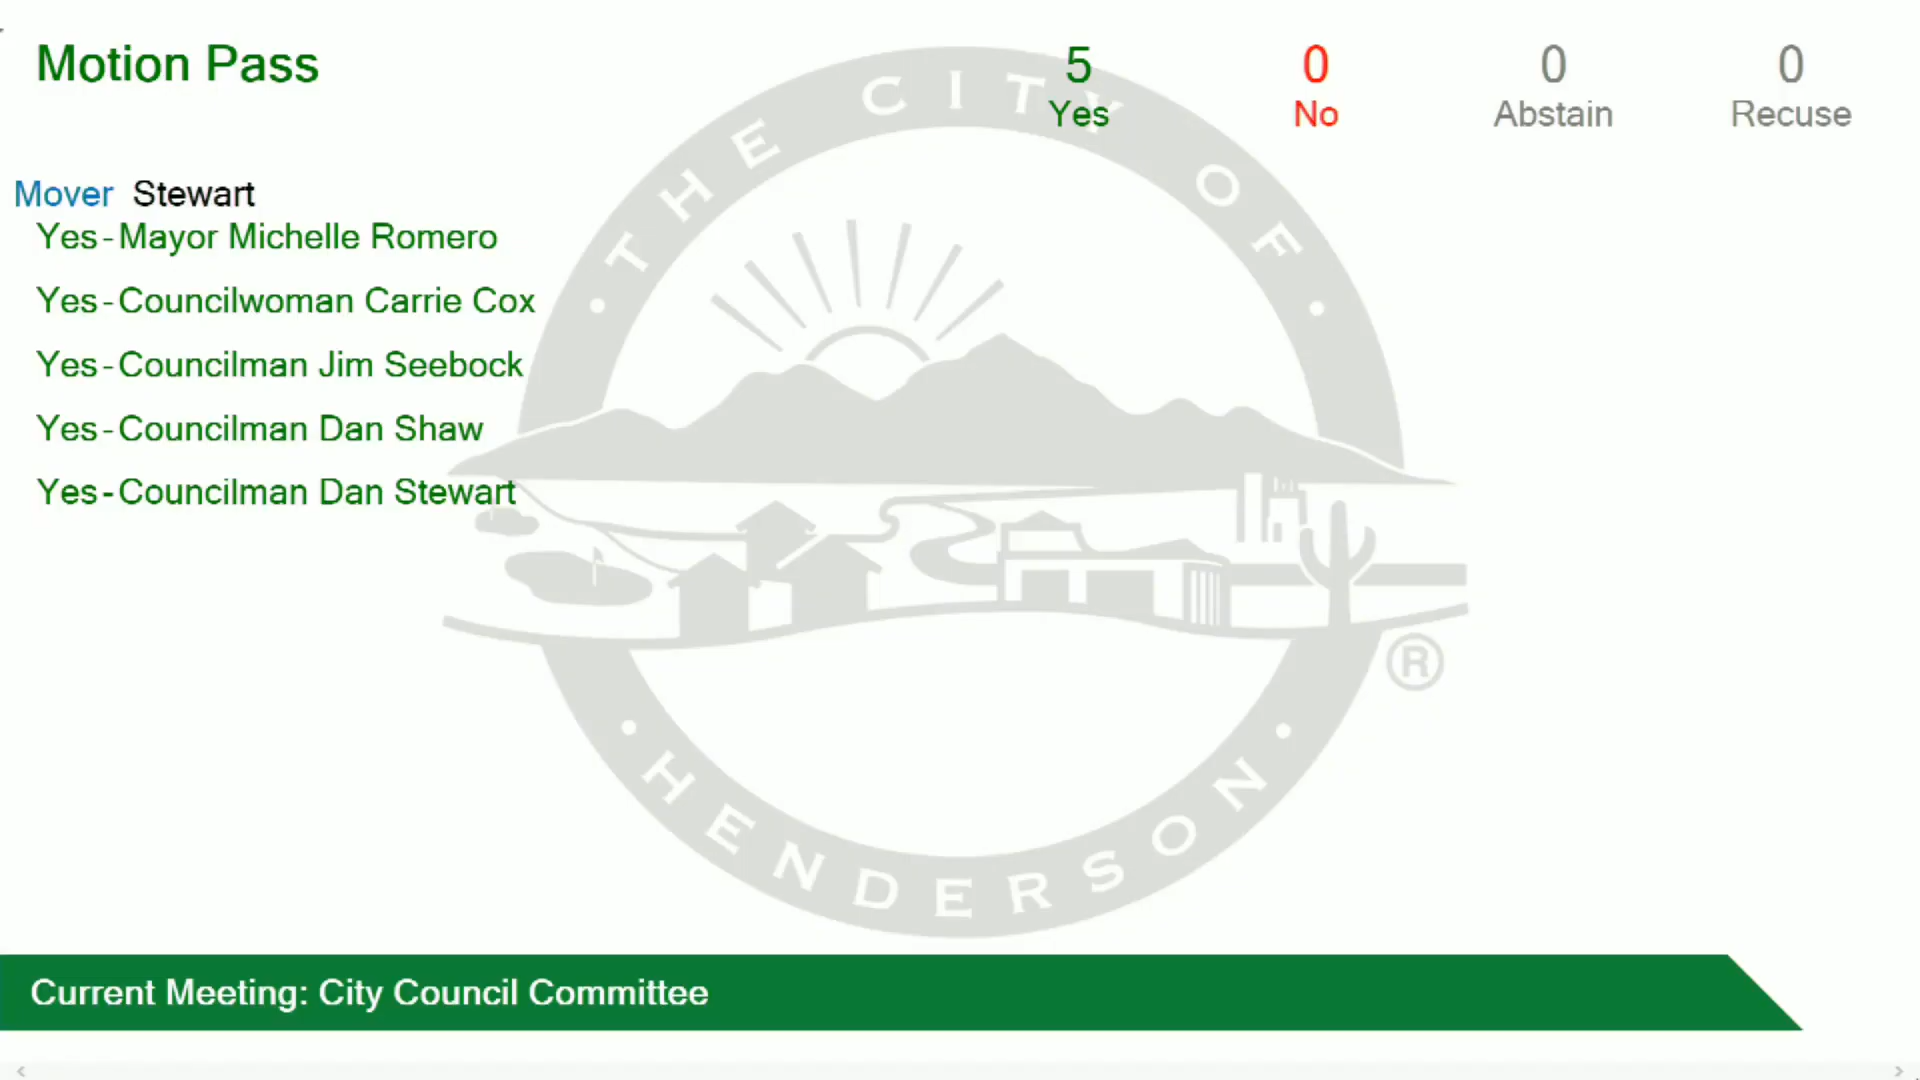 Motion Pass
5 0 0 0
Yes No Abstain Recuse
Mover Stewart
Yes-Mayor Michelle Romero
Yes-Councilwoman Carrie Cox
Yes-Councilman Jim Seebock
Yes-Councilman Dan Shaw
Yes-Councilman Dan Stewart
• THE CITY OF •
®
• HENDERSON •
Current Meeting: City Council Committee